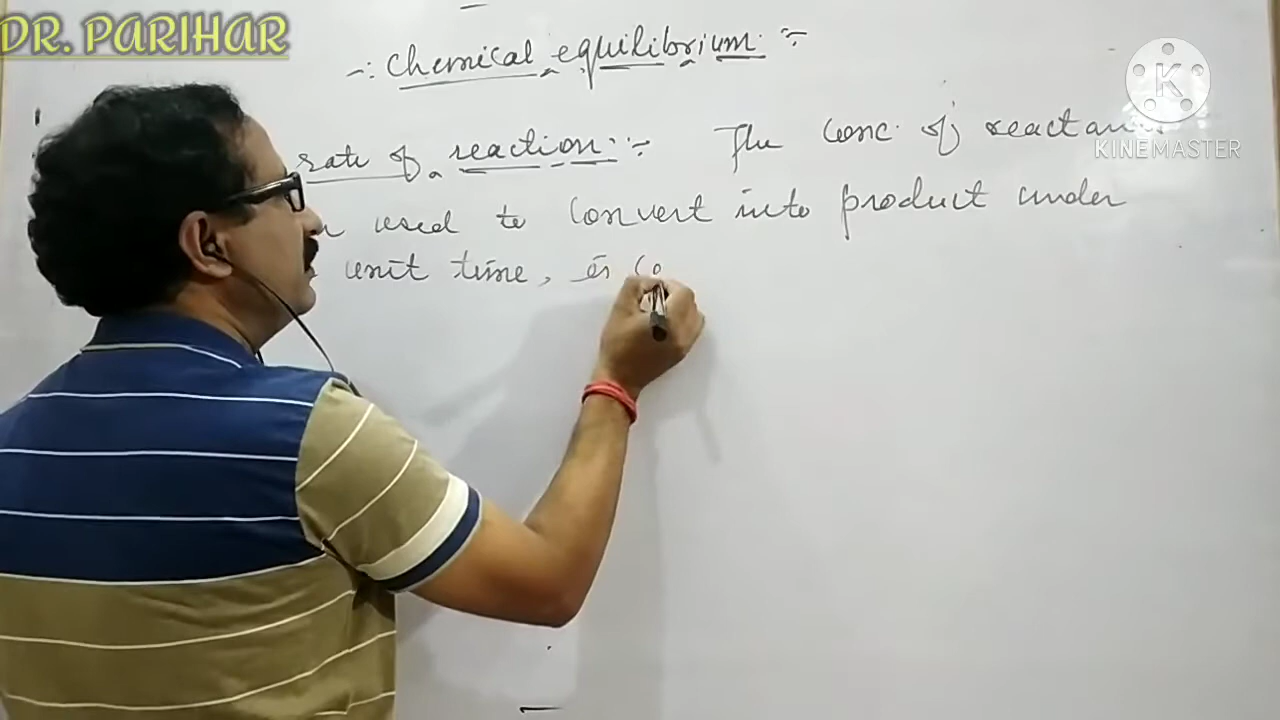 DR. PARIHAR
-: Chemical equilibrium :-
rate of reaction :- The conc. of reactant
used to convert into product under
unit time, is co
K
KINEMASTER